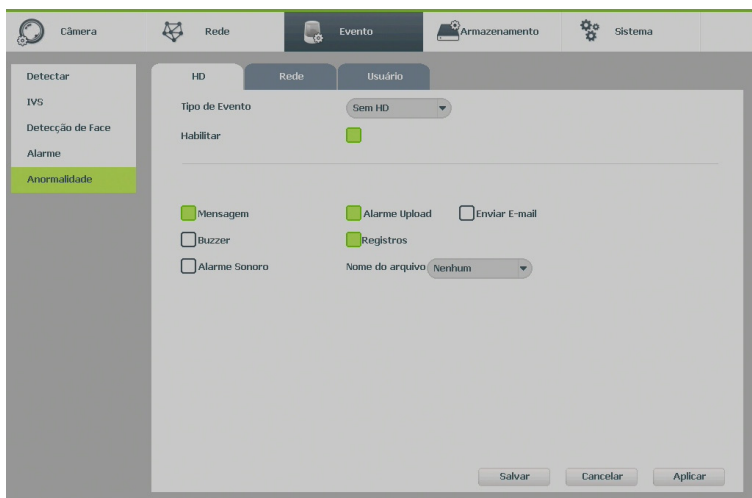 Câmera Rede Evento Armazenamento Sistema
Detectar
IVS
Detecção de Face
Alarme
Anormalidade
HD Rede Usuário
Tipo de Evento Sem HD
Habilitar
Mensagem Alarme Upload Enviar E-mail
Buzzer Registros
Alarme Sonoro Nome do arquivo Nenhum
Salvar Cancelar Aplicar